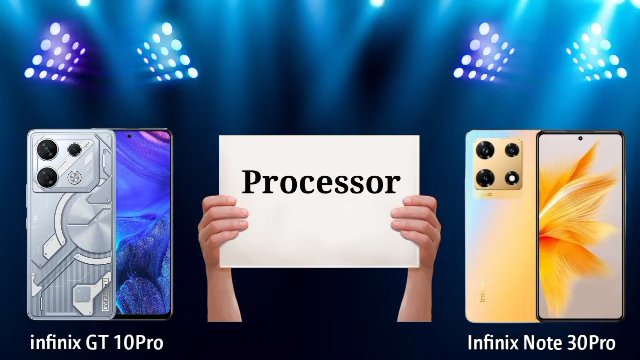 Processor
infinix GT 10Pro
Infinix Note 30Pro